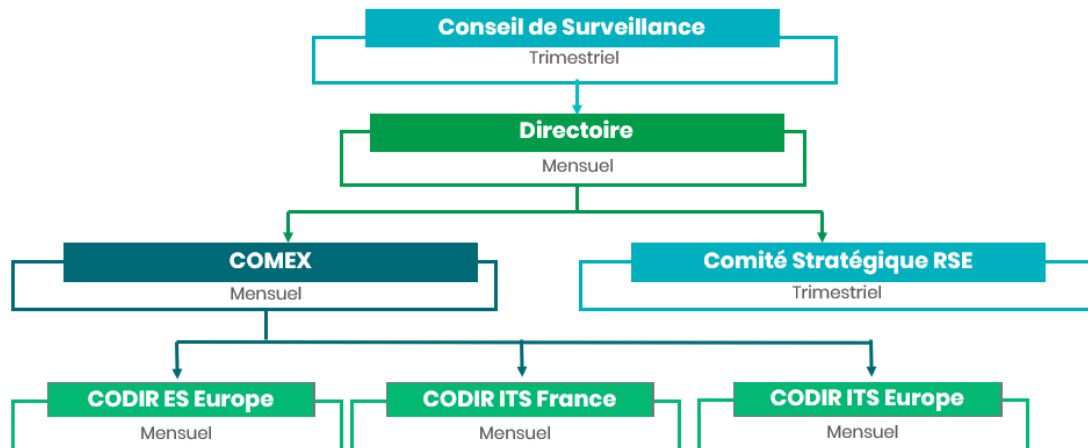 Conseil de Surveillance
Trimestriel
Directoire
Mensuel
COMEX
Mensuel
Comité Stratégique RSE
Trimestriel
CODIR ES Europe
Mensuel
CODIR ITS France
Mensuel
CODIR ITS Europe
Mensuel